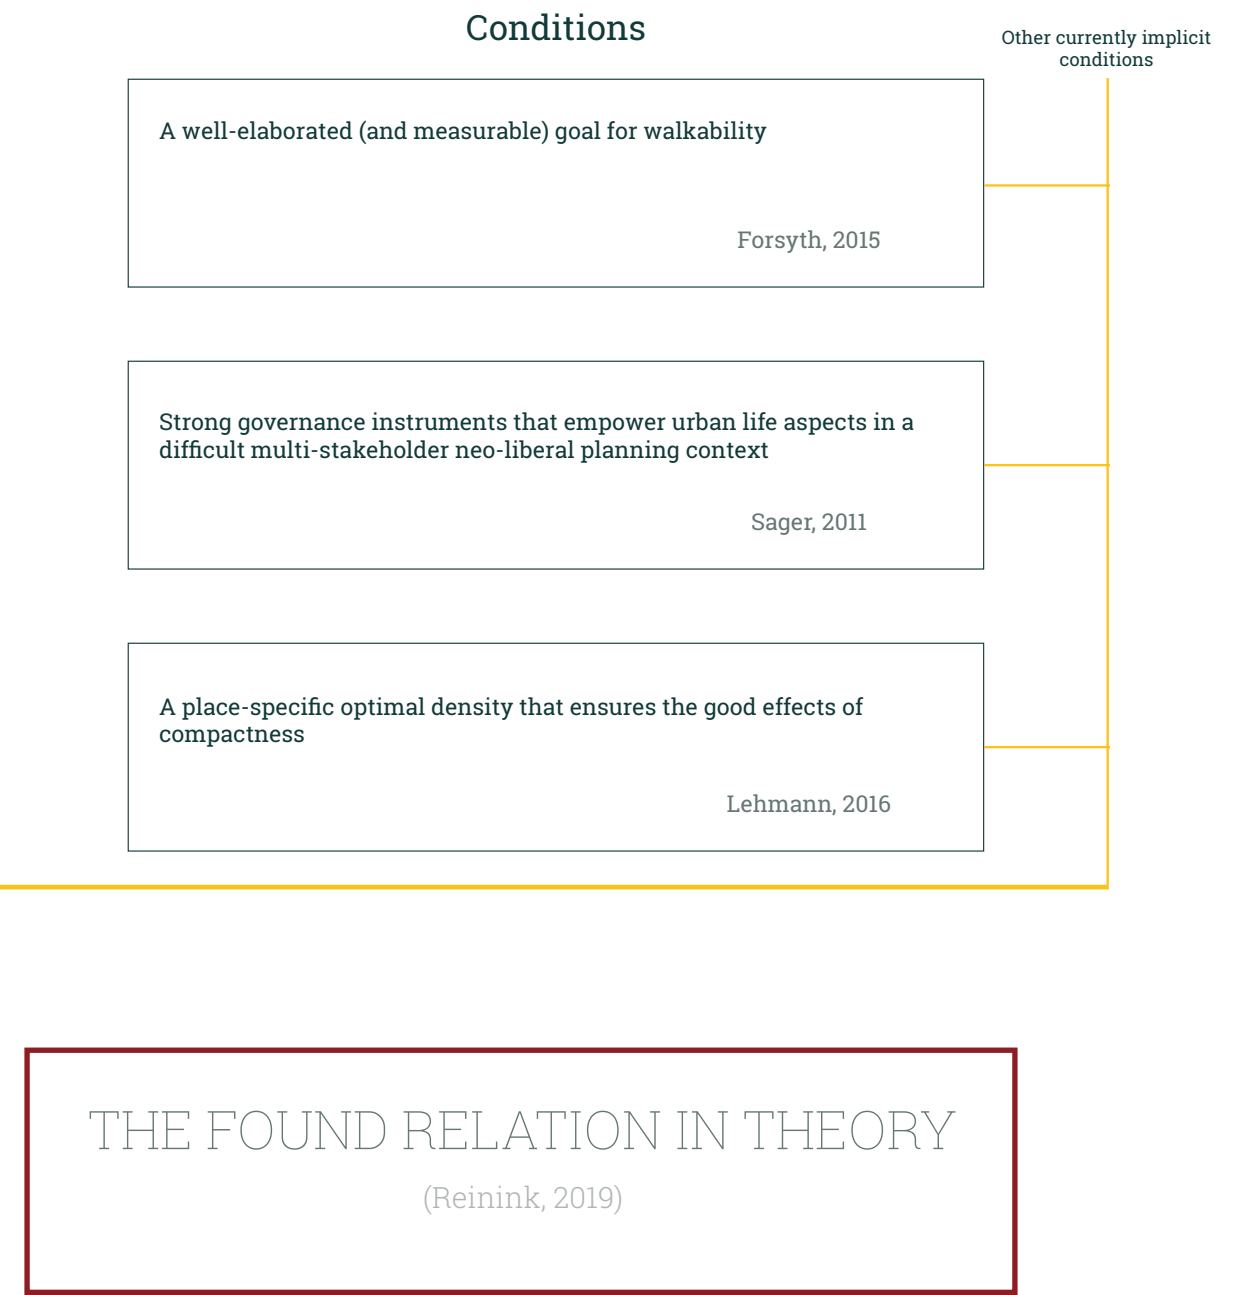 Conditions
Other currently implicit
conditions
A well-elaborated (and measurable) goal for walkability
Forsyth, 2015
Strong governance instruments that empower urban life aspects in a
difficult multi-stakeholder neo-liberal planning context
Sager, 2011
A place-specific optimal density that ensures the good effects of
compactness
Lehmann, 2016
THE FOUND RELATION IN THEORY
(Reinink, 2019)